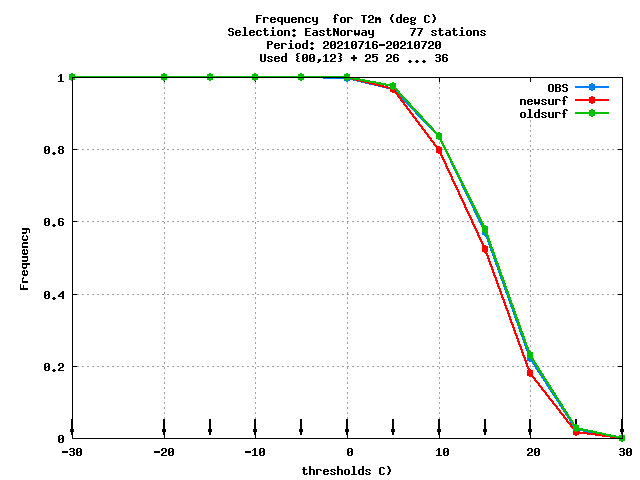 Frequency  for T2m (deg C)
Selection: EastNorway     77 stations
Period: 20210716-20210720
Used {00,12} + 25 26 ... 36
OBS
newsurf
oldsurf
1
0.8
0.6
0.4
0.2
0
Frequency
-30
-20
-10
0
10
20
30
thresholds C)